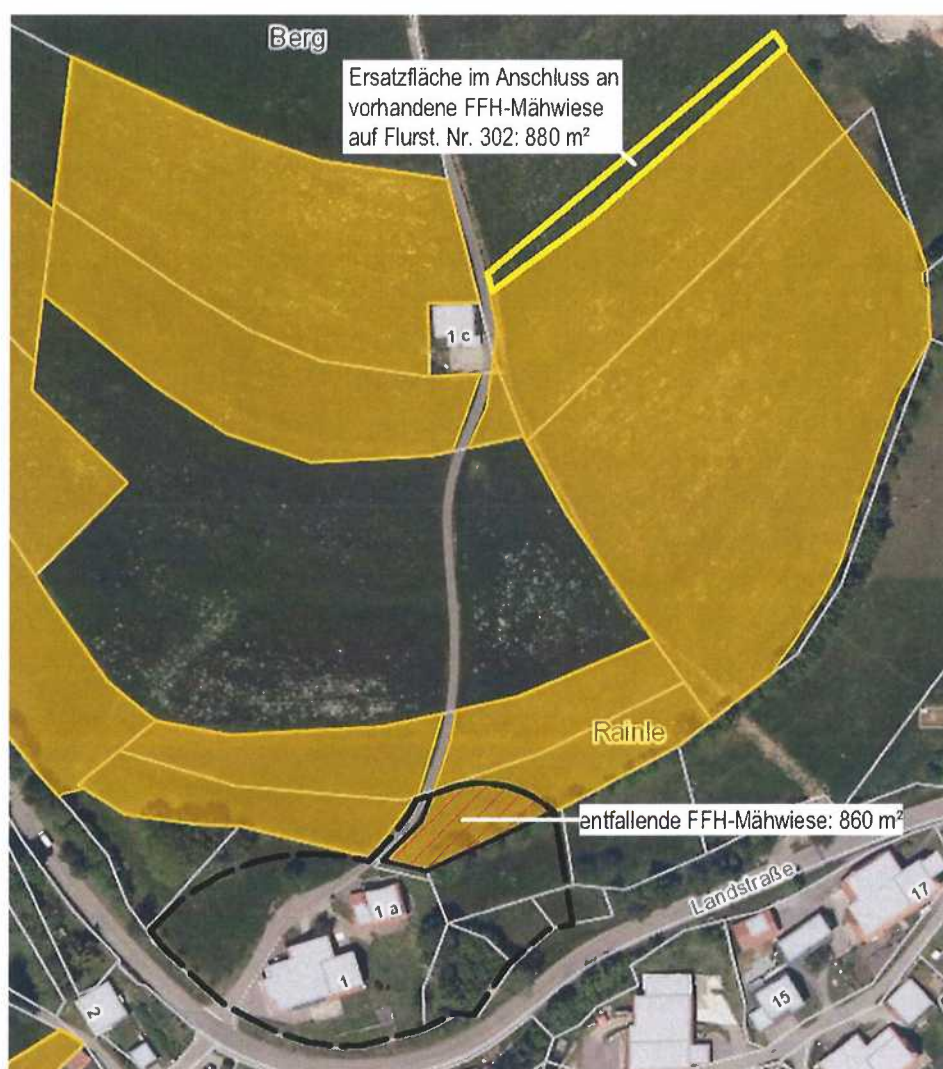 Berg
Ersatzfläche im Anschluss an
vorhandene FFH-Mähwiese
auf Flurst. Nr. 302: 880 m²
1 c
Rainle
entfallende FFH-Mähwiese: 860 m²
Landstraße
17
1 a
1
15
2